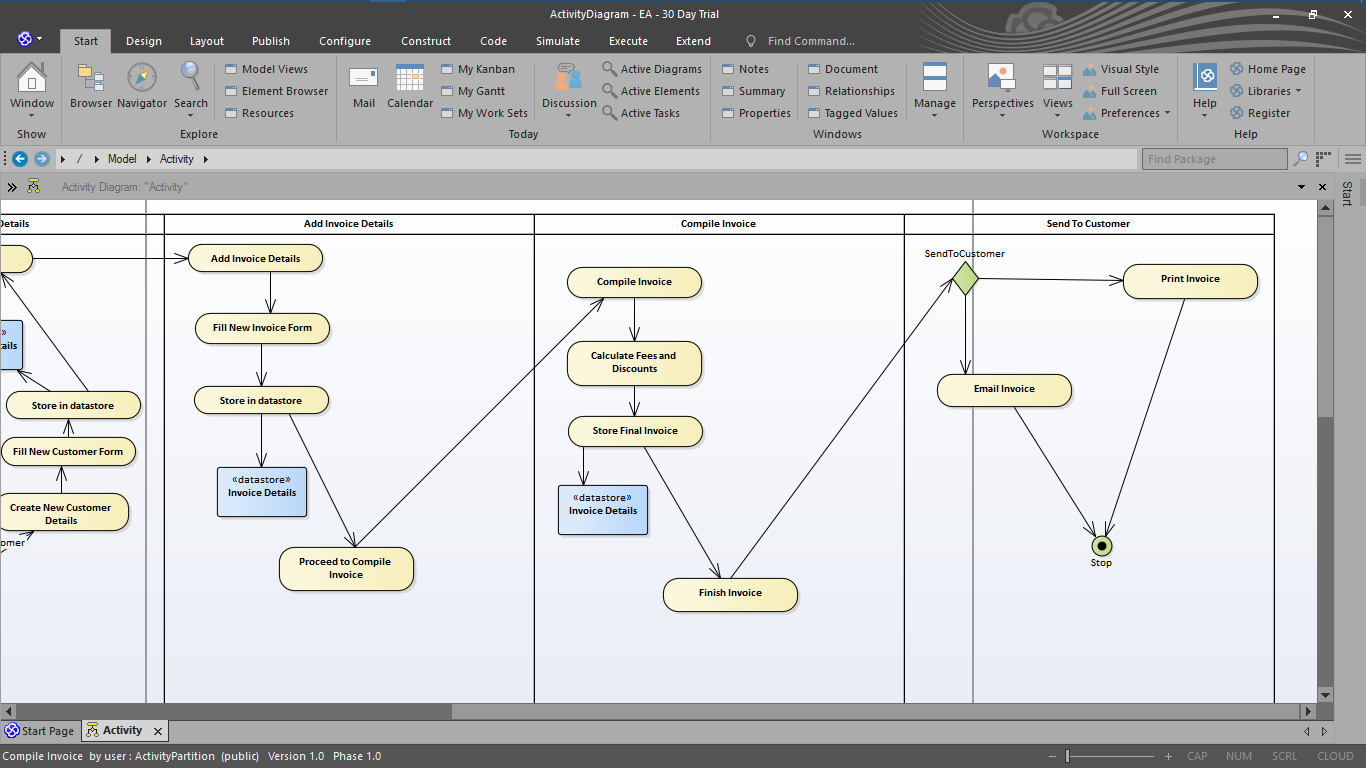 ActivityDiagram - EA - 30 Day Trial
Start Design Layout Publish Configure Construct Code Simulate Execute Extend Find Command...
Window Browser Navigator Search Model Views Element Browser Resources Mail Calendar My Kanban My Gantt My Work Sets Discussion Active Diagrams Active Elements Active Tasks Notes Summary Properties Document Relationships Tagged Values Manage Perspectives Views Visual Style Full Screen Preferences Help Home Page Libraries Register
Show Explore Today Windows Workspace Help
/ Model Activity Find Package
Activity Diagram: "Activity"
Start
Details Add Invoice Details Compile Invoice Send To Customer
Add Invoice Details
Fill New Invoice Form
Store in datastore
«datastore»
Invoice Details
Proceed to Compile
Invoice
»
ails
Store in datastore
Fill New Customer Form
Create New Customer
Details
omer
Compile Invoice
Calculate Fees and
Discounts
Store Final Invoice
«datastore»
Invoice Details
Finish Invoice
SendToCustomer
Print Invoice
Email Invoice
Stop
Start Page Activity
Compile Invoice by user : ActivityPartition (public) Version 1.0 Phase 1.0 CAP NUM SCRL CLOUD